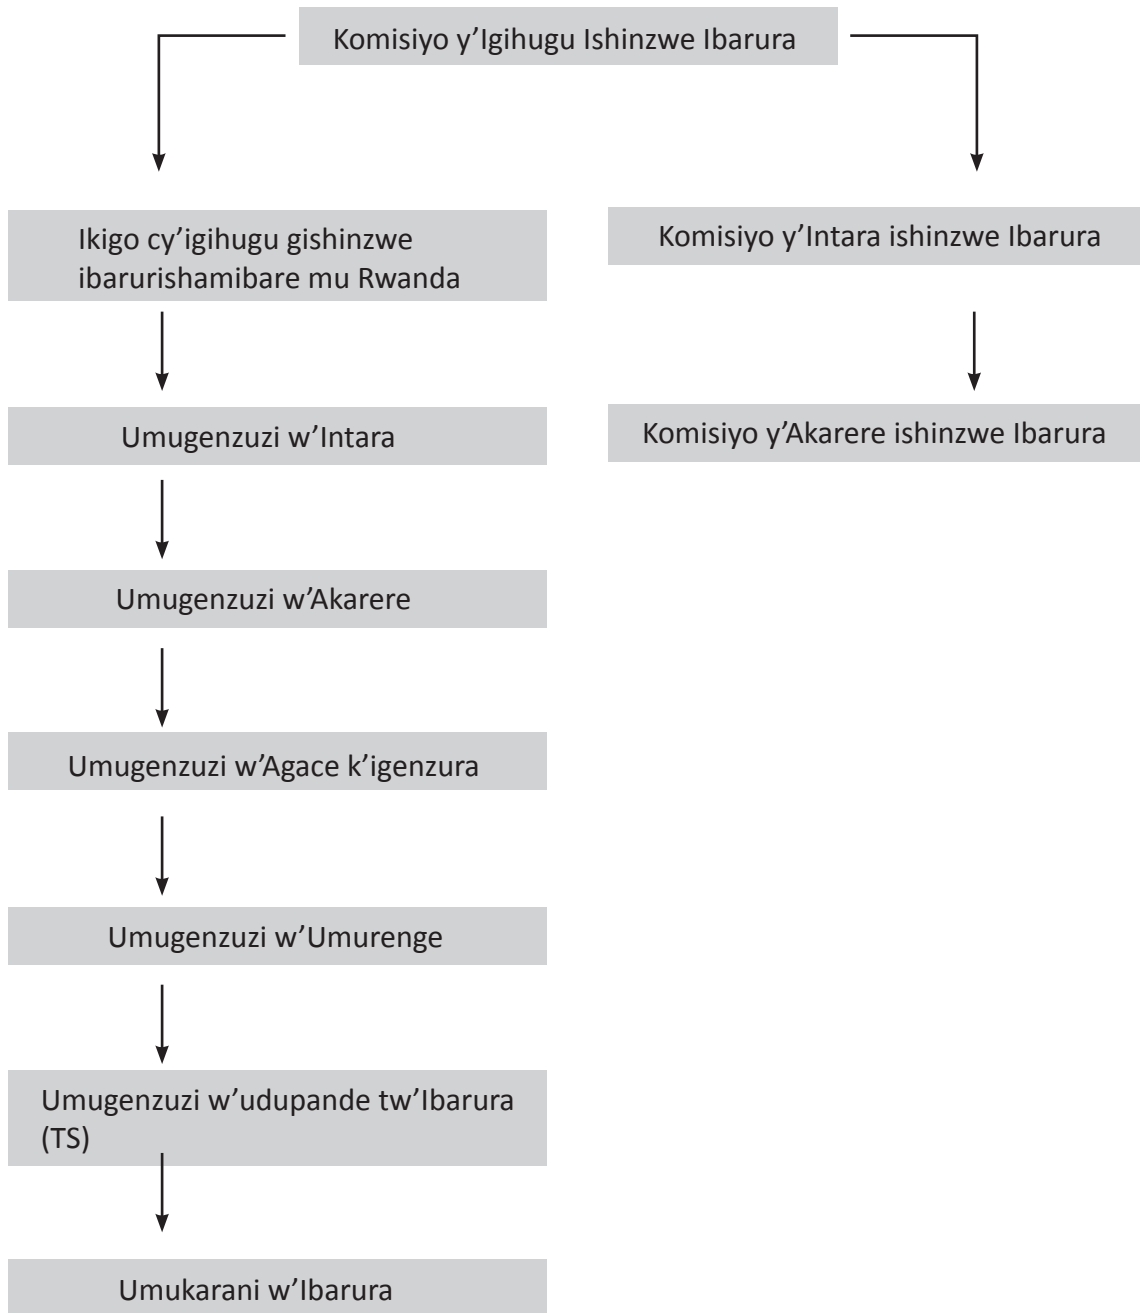 Komisiyo y’Igihugu Ishinzwe Ibarura
Ikigo cy’igihugu gishinzwe
ibarurishamibare mu Rwanda
Komisiyo y’Intara ishinzwe Ibarura
Umugenzuzi w’Intara
Komisiyo y’Akarere ishinzwe Ibarura
Umugenzuzi w’Akarere
Umugenzuzi w’Agace k’igenzura
Umugenzuzi w’Umurenge
Umugenzuzi w’udupande tw’Ibarura
(TS)
Umukarani w’Ibarura